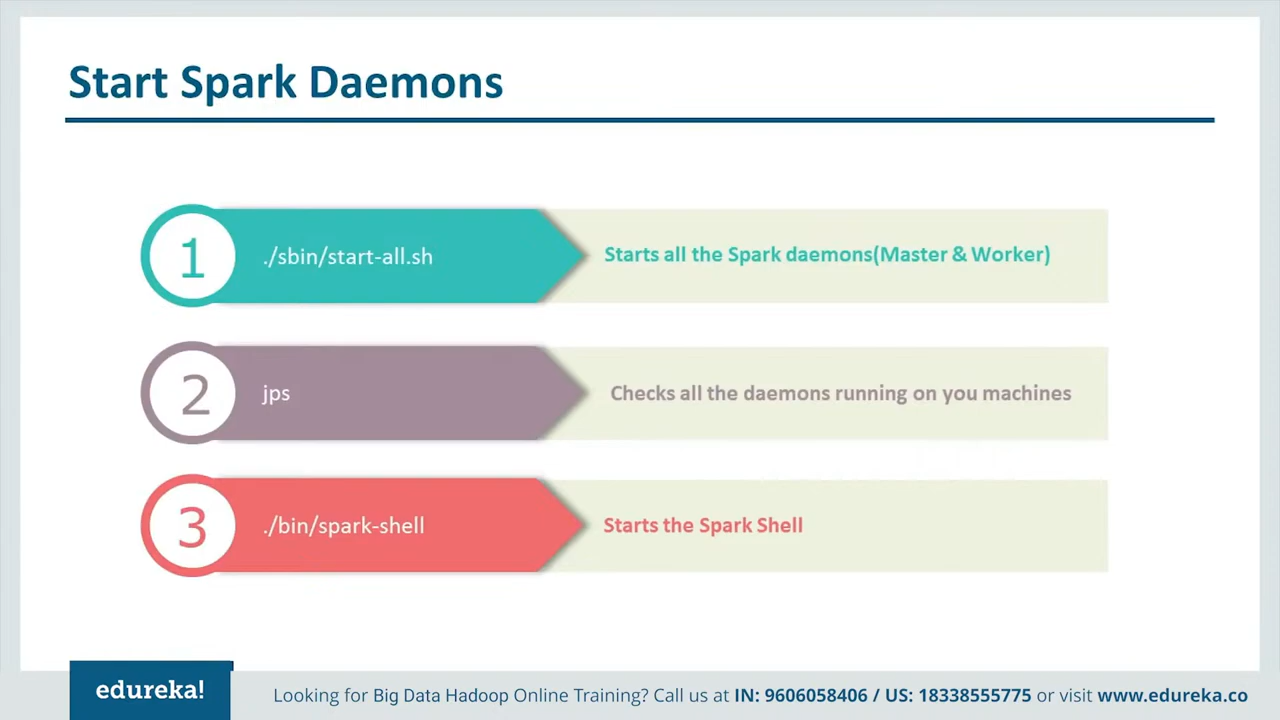 Start Spark Daemons
1
./sbin/start-all.sh
Starts all the Spark daemons(Master & Worker)
2
jps
Checks all the daemons running on you machines
3
./bin/spark-shell
Starts the Spark Shell
edureka!
Looking for Big Data Hadoop Online Training? Call us at IN: 9606058406 / US: 18338555775 or visit www.edureka.co